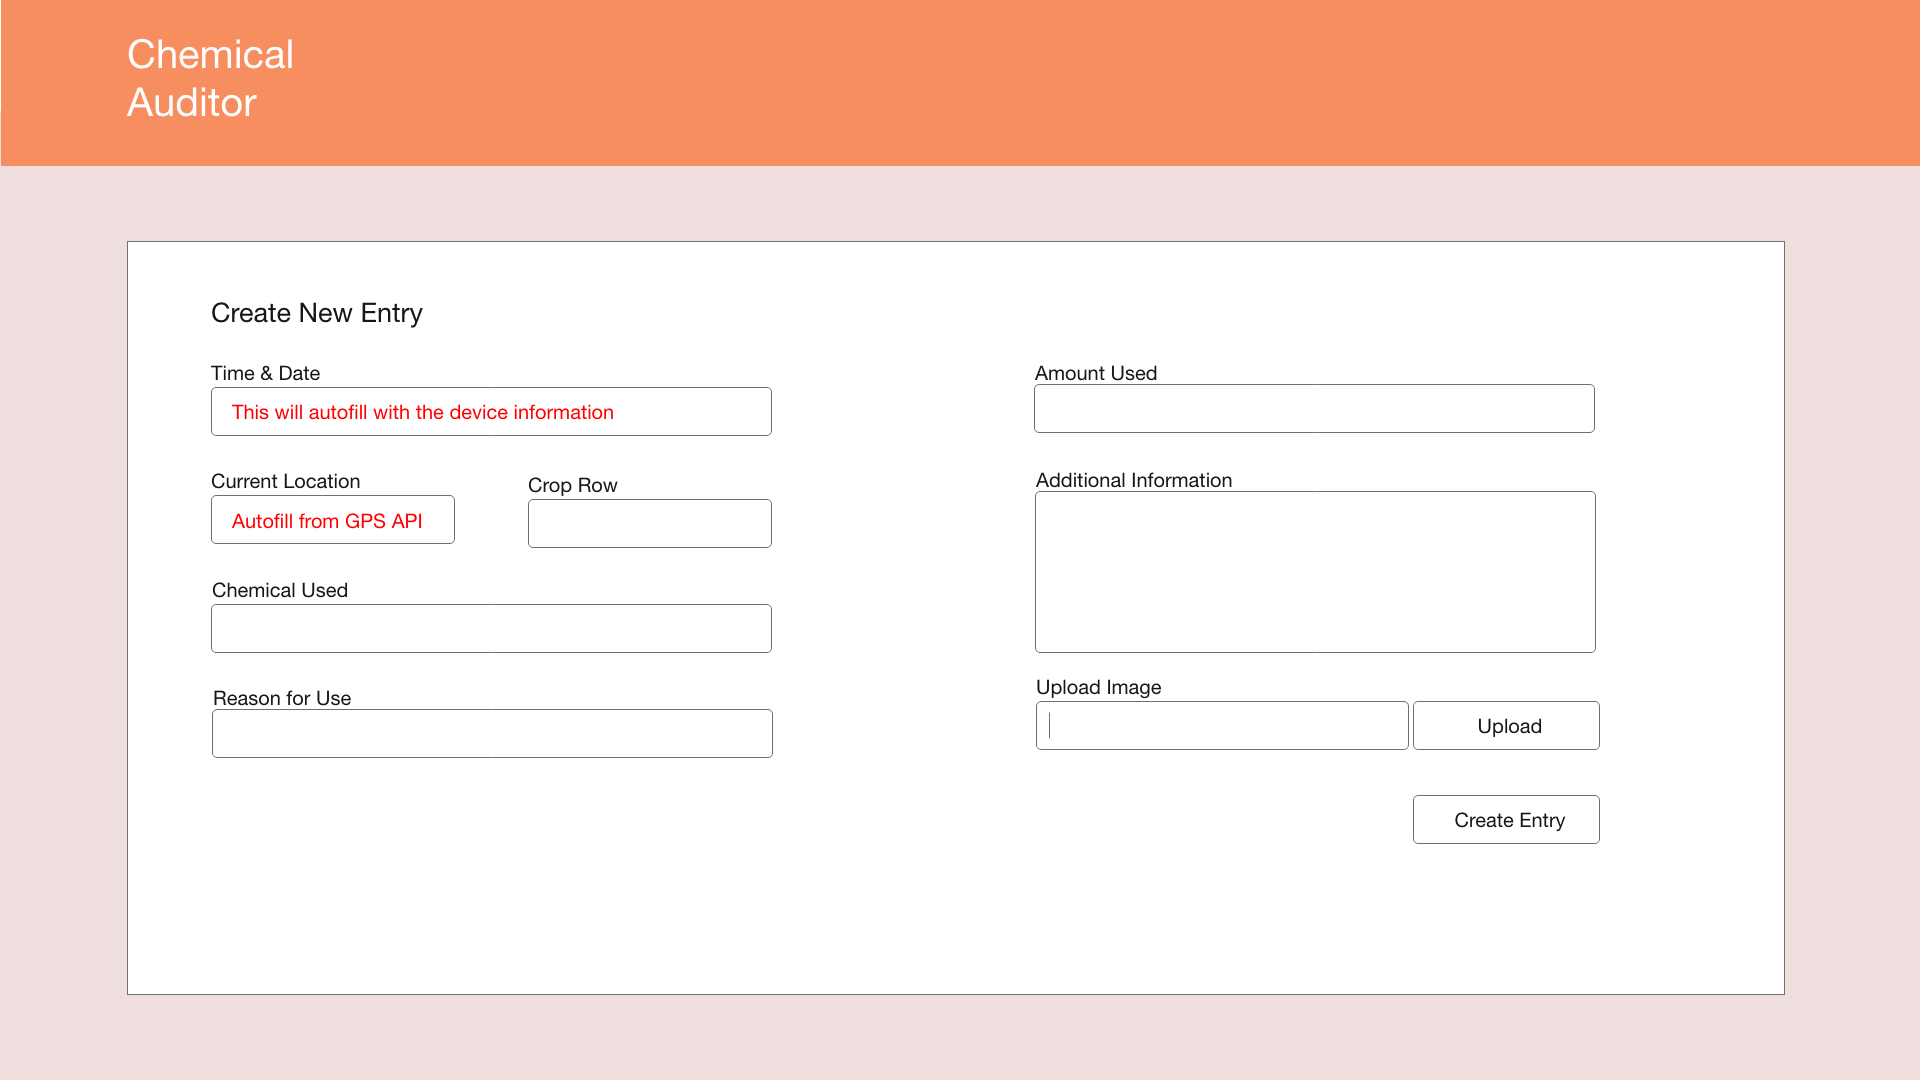 Chemical
Auditor
Create New Entry
Time & Date
This will autofill with the device information
Current Location
Autofill from GPS API
Crop Row
Chemical Used
Reason for Use
Amount Used
Additional Information
Upload Image
Upload
Create Entry